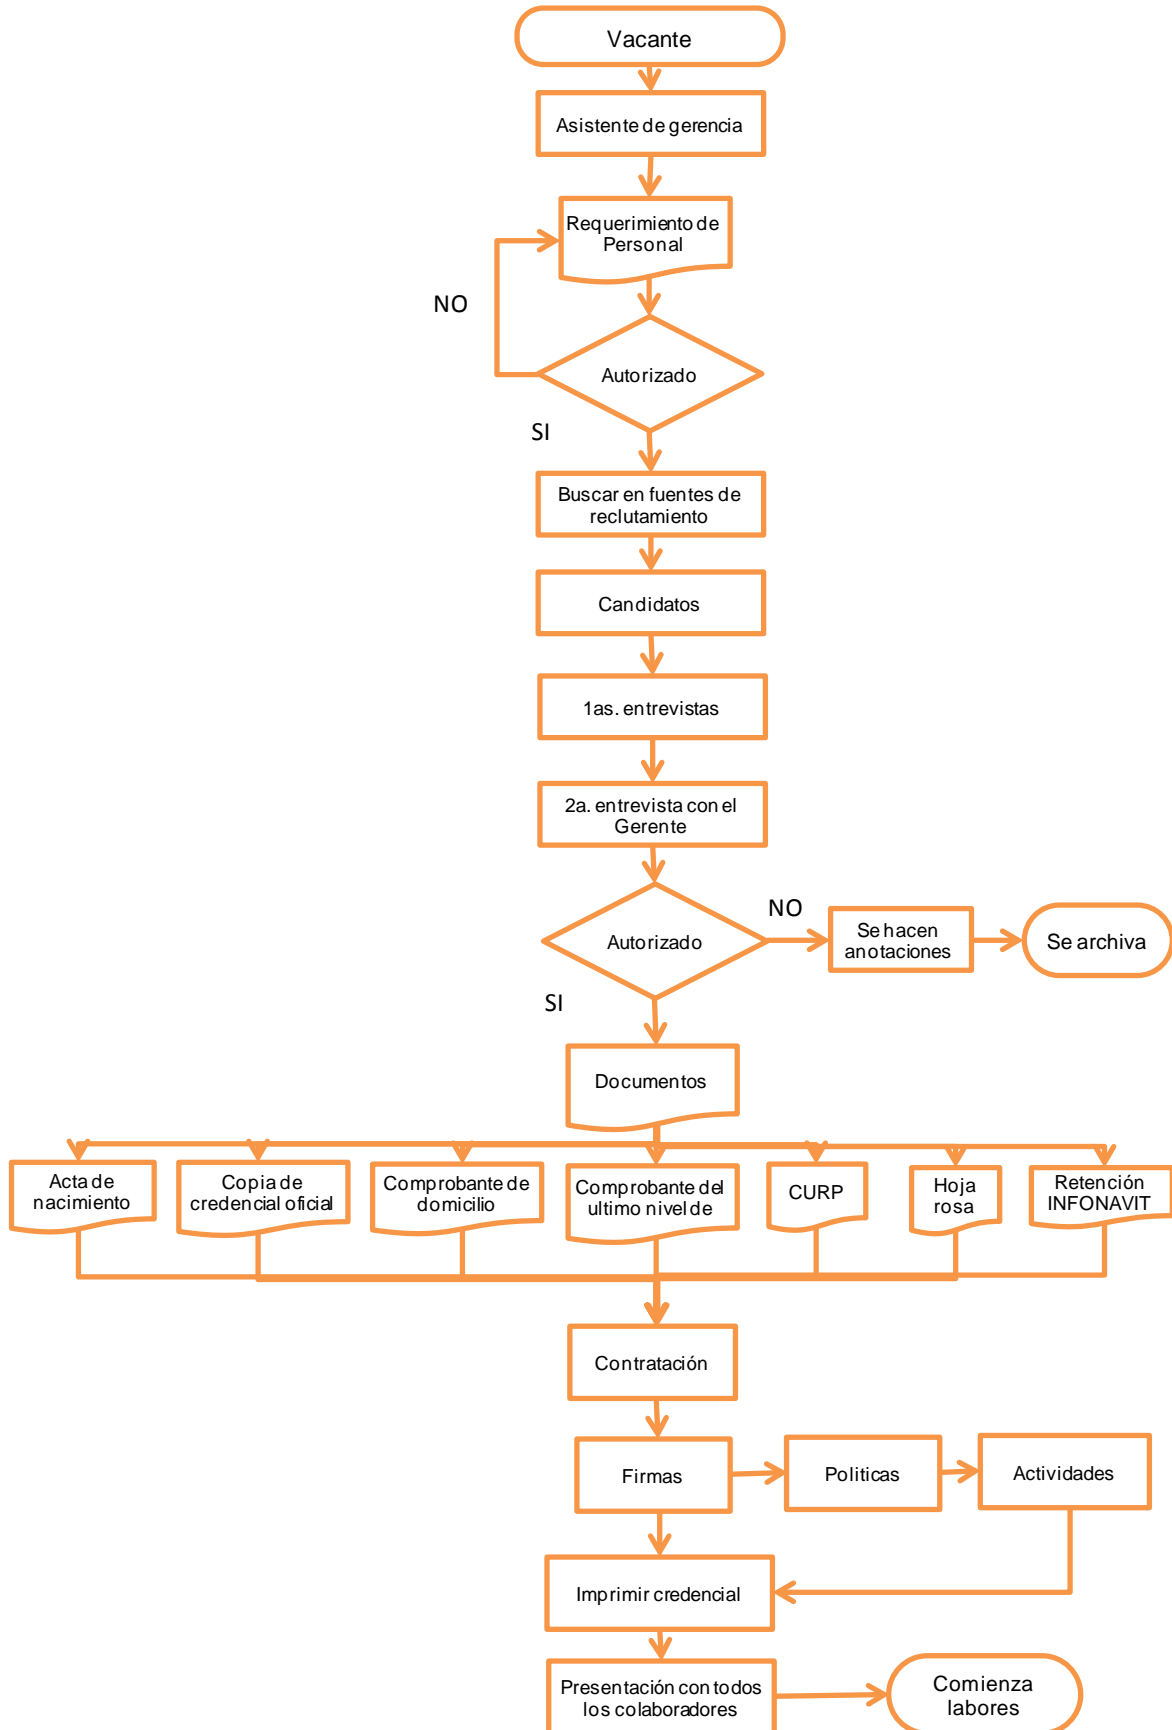 Vacante
Asistente de gerencia
Requerimiento de
Personal
NO
Autorizado
SI
Buscar en fuentes de
reclutamiento
Candidatos
1as. entrevistas
2a. entrevista con el
Gerente
Autorizado
NO
Se hacen
anotaciones
Se archiva
SI
Documentos
Acta de
nacimiento
Copia de
credencial oficial
Comprobante de
domicilio
Comprobante del
ultimo nivel de
CURP
Hoja
rosa
Retención
INFONAVIT
Contratación
Firmas
Politicas
Actividades
Imprimir credencial
Presentación con todos
los colaboradores
Comienza
labores